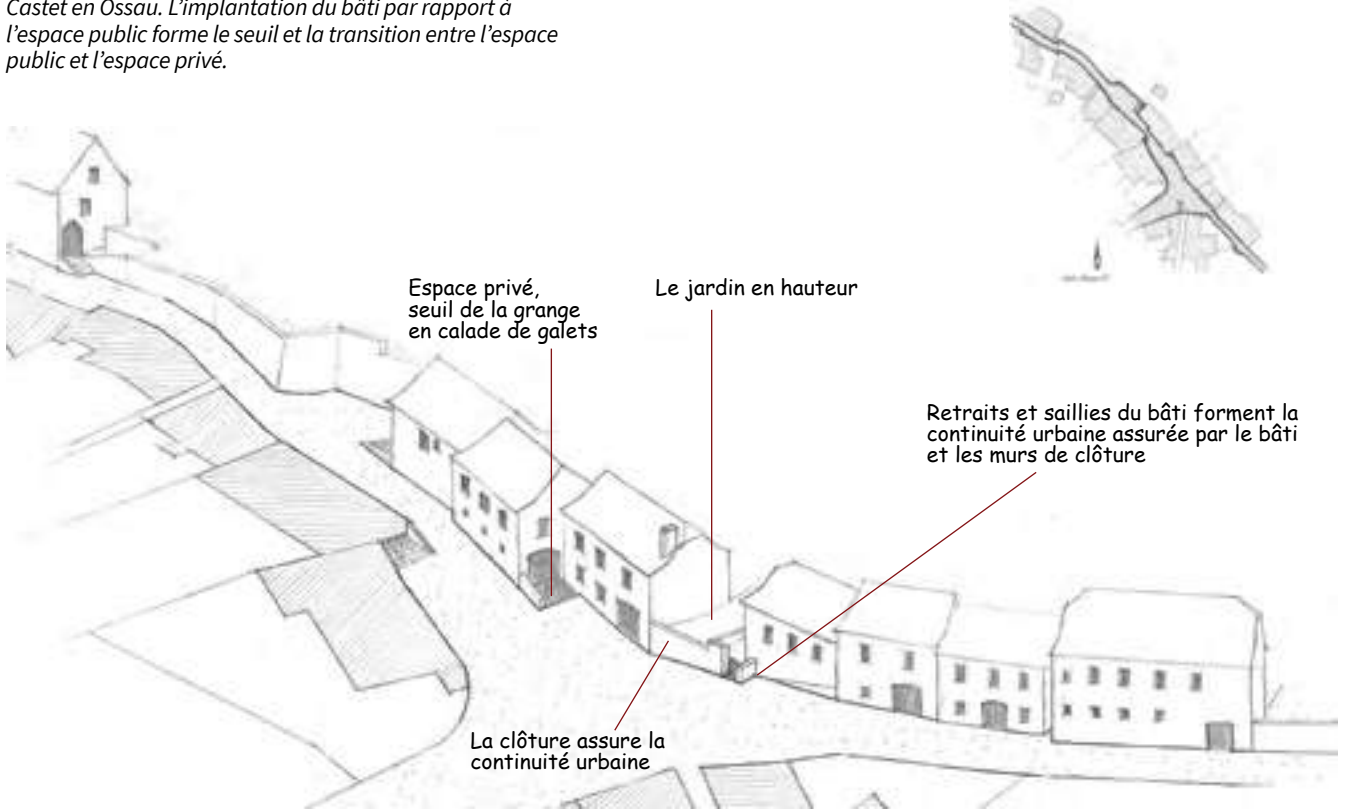 Castet en Ossau. L'implantation du bâti par rapport à
l'espace public forme le seuil et la transition entre l'espace
public et l'espace privé.
Espace privé,
seuil de la grange
en calade de galets
Le jardin en hauteur
Retraits et saillies du bâti forment la
continuité urbaine assurée par le bâti
et les murs de clôture
La clôture assure la
continuité urbaine